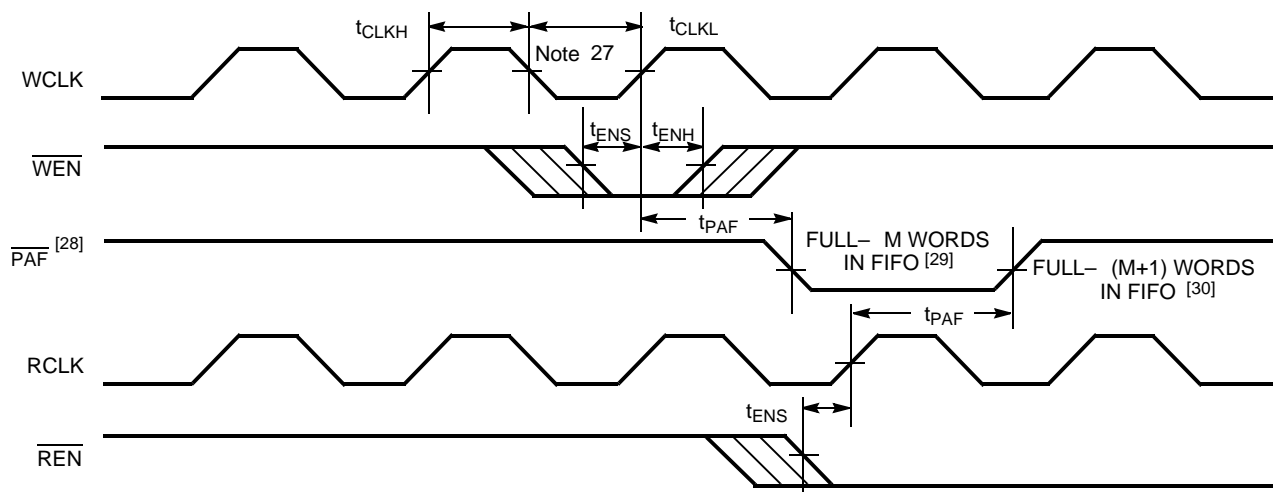 tCLKH
tCLKL
Note 27
WCLK
tENS
tENH
WEN
tPAF
PAF [28]
FULL– M WORDS
IN FIFO [29]
FULL– (M+1) WORDS
IN FIFO [30]
tPAF
RCLK
tENS
REN